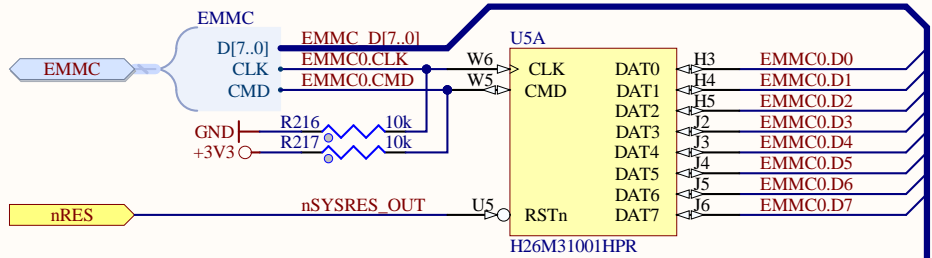 EMMC
EMMC
D[7..0]
CLK
CMD
EMMC_D[7..0]
EMMC0.CLK
EMMC0.CMD
W6
W5
U5A
CLK
CMD
DAT0
DAT1
DAT2
DAT3
DAT4
DAT5
DAT6
DAT7
H3 EMMC0.D0
H4 EMMC0.D1
H5 EMMC0.D2
J2 EMMC0.D3
J3 EMMC0.D4
J4 EMMC0.D5
J5 EMMC0.D6
J6 EMMC0.D7
GND R216 10k
+3V3 R217 10k
nRES nSYSRES_OUT U5 RSTn
H26M31001HPR